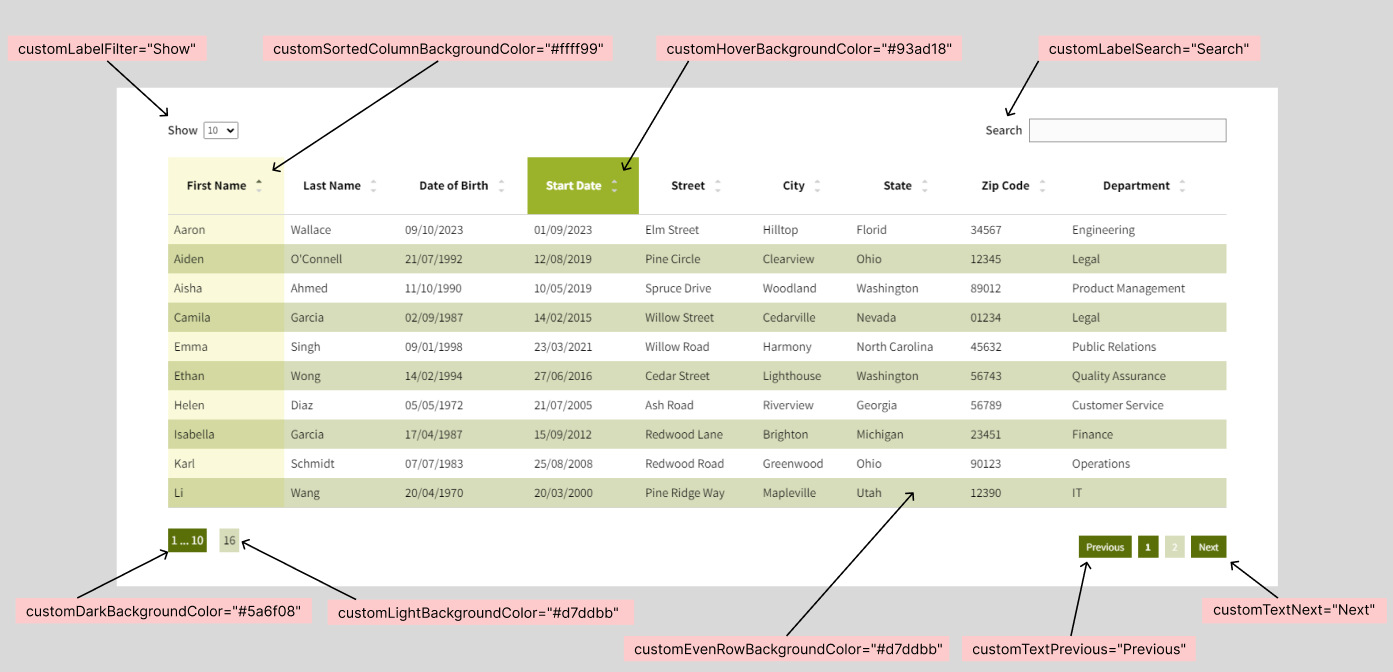 customLabelFilter="Show" customSortedColumnBackgroundColor="#ffff99" customHoverBackgroundColor="#93ad18" customLabelSearch="Search"
Show 10 Search
First Name Last Name Date of Birth Start Date Street City State Zip Code Department
Aaron Wallace 09/10/2023 01/09/2023 Elm Street Hilltop Florid 34567 Engineering
Aiden O'Connell 21/07/1992 12/08/2019 Pine Circle Clearview Ohio 12345 Legal
Aisha Ahmed 11/10/1990 10/05/2019 Spruce Drive Woodland Washington 89012 Product Management
Camila Garcia 02/09/1987 14/02/2015 Willow Street Cedarville Nevada 01234 Legal
Emma Singh 09/01/1998 23/03/2021 Willow Road Harmony North Carolina 45632 Public Relations
Ethan Wong 14/02/1994 27/06/2016 Cedar Street Lighthouse Washington 56743 Quality Assurance
Helen Diaz 05/05/1972 21/07/2005 Ash Road Riverview Georgia 56789 Customer Service
Isabella Garcia 17/04/1987 15/09/2012 Redwood Lane Brighton Michigan 23451 Finance
Karl Schmidt 07/07/1983 25/08/2008 Redwood Road Greenwood Ohio 90123 Operations
Li Wang 20/04/1970 20/03/2000 Pine Ridge Way Mapleville Utah 12390 IT
1 ... 10 16 Previous 1 2 Next
customDarkBackgroundColor="#5a6f08" customLightBackgroundColor="#d7ddbb" customTextNext="Next"
customEvenRowBackgroundColor="#d7ddbb" customTextPrevious="Previous"